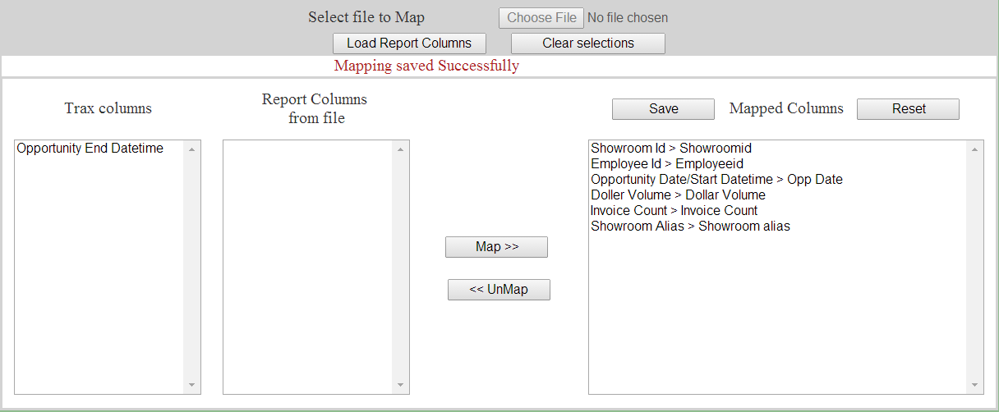 Select file to Map
Choose File No file chosen
Load Report Columns
Clear selections
Mapping saved Successfully
Trax columns
Report Columns
from file
Save
Mapped Columns
Reset
Opportunity End Datetime
Map >>
<< UnMap
Showroom Id > Showroomid
Employee Id > Employeeid
Opportunity Date/Start Datetime > Opp Date
Doller Volume > Dollar Volume
Invoice Count > Invoice Count
Showroom Alias > Showroom alias